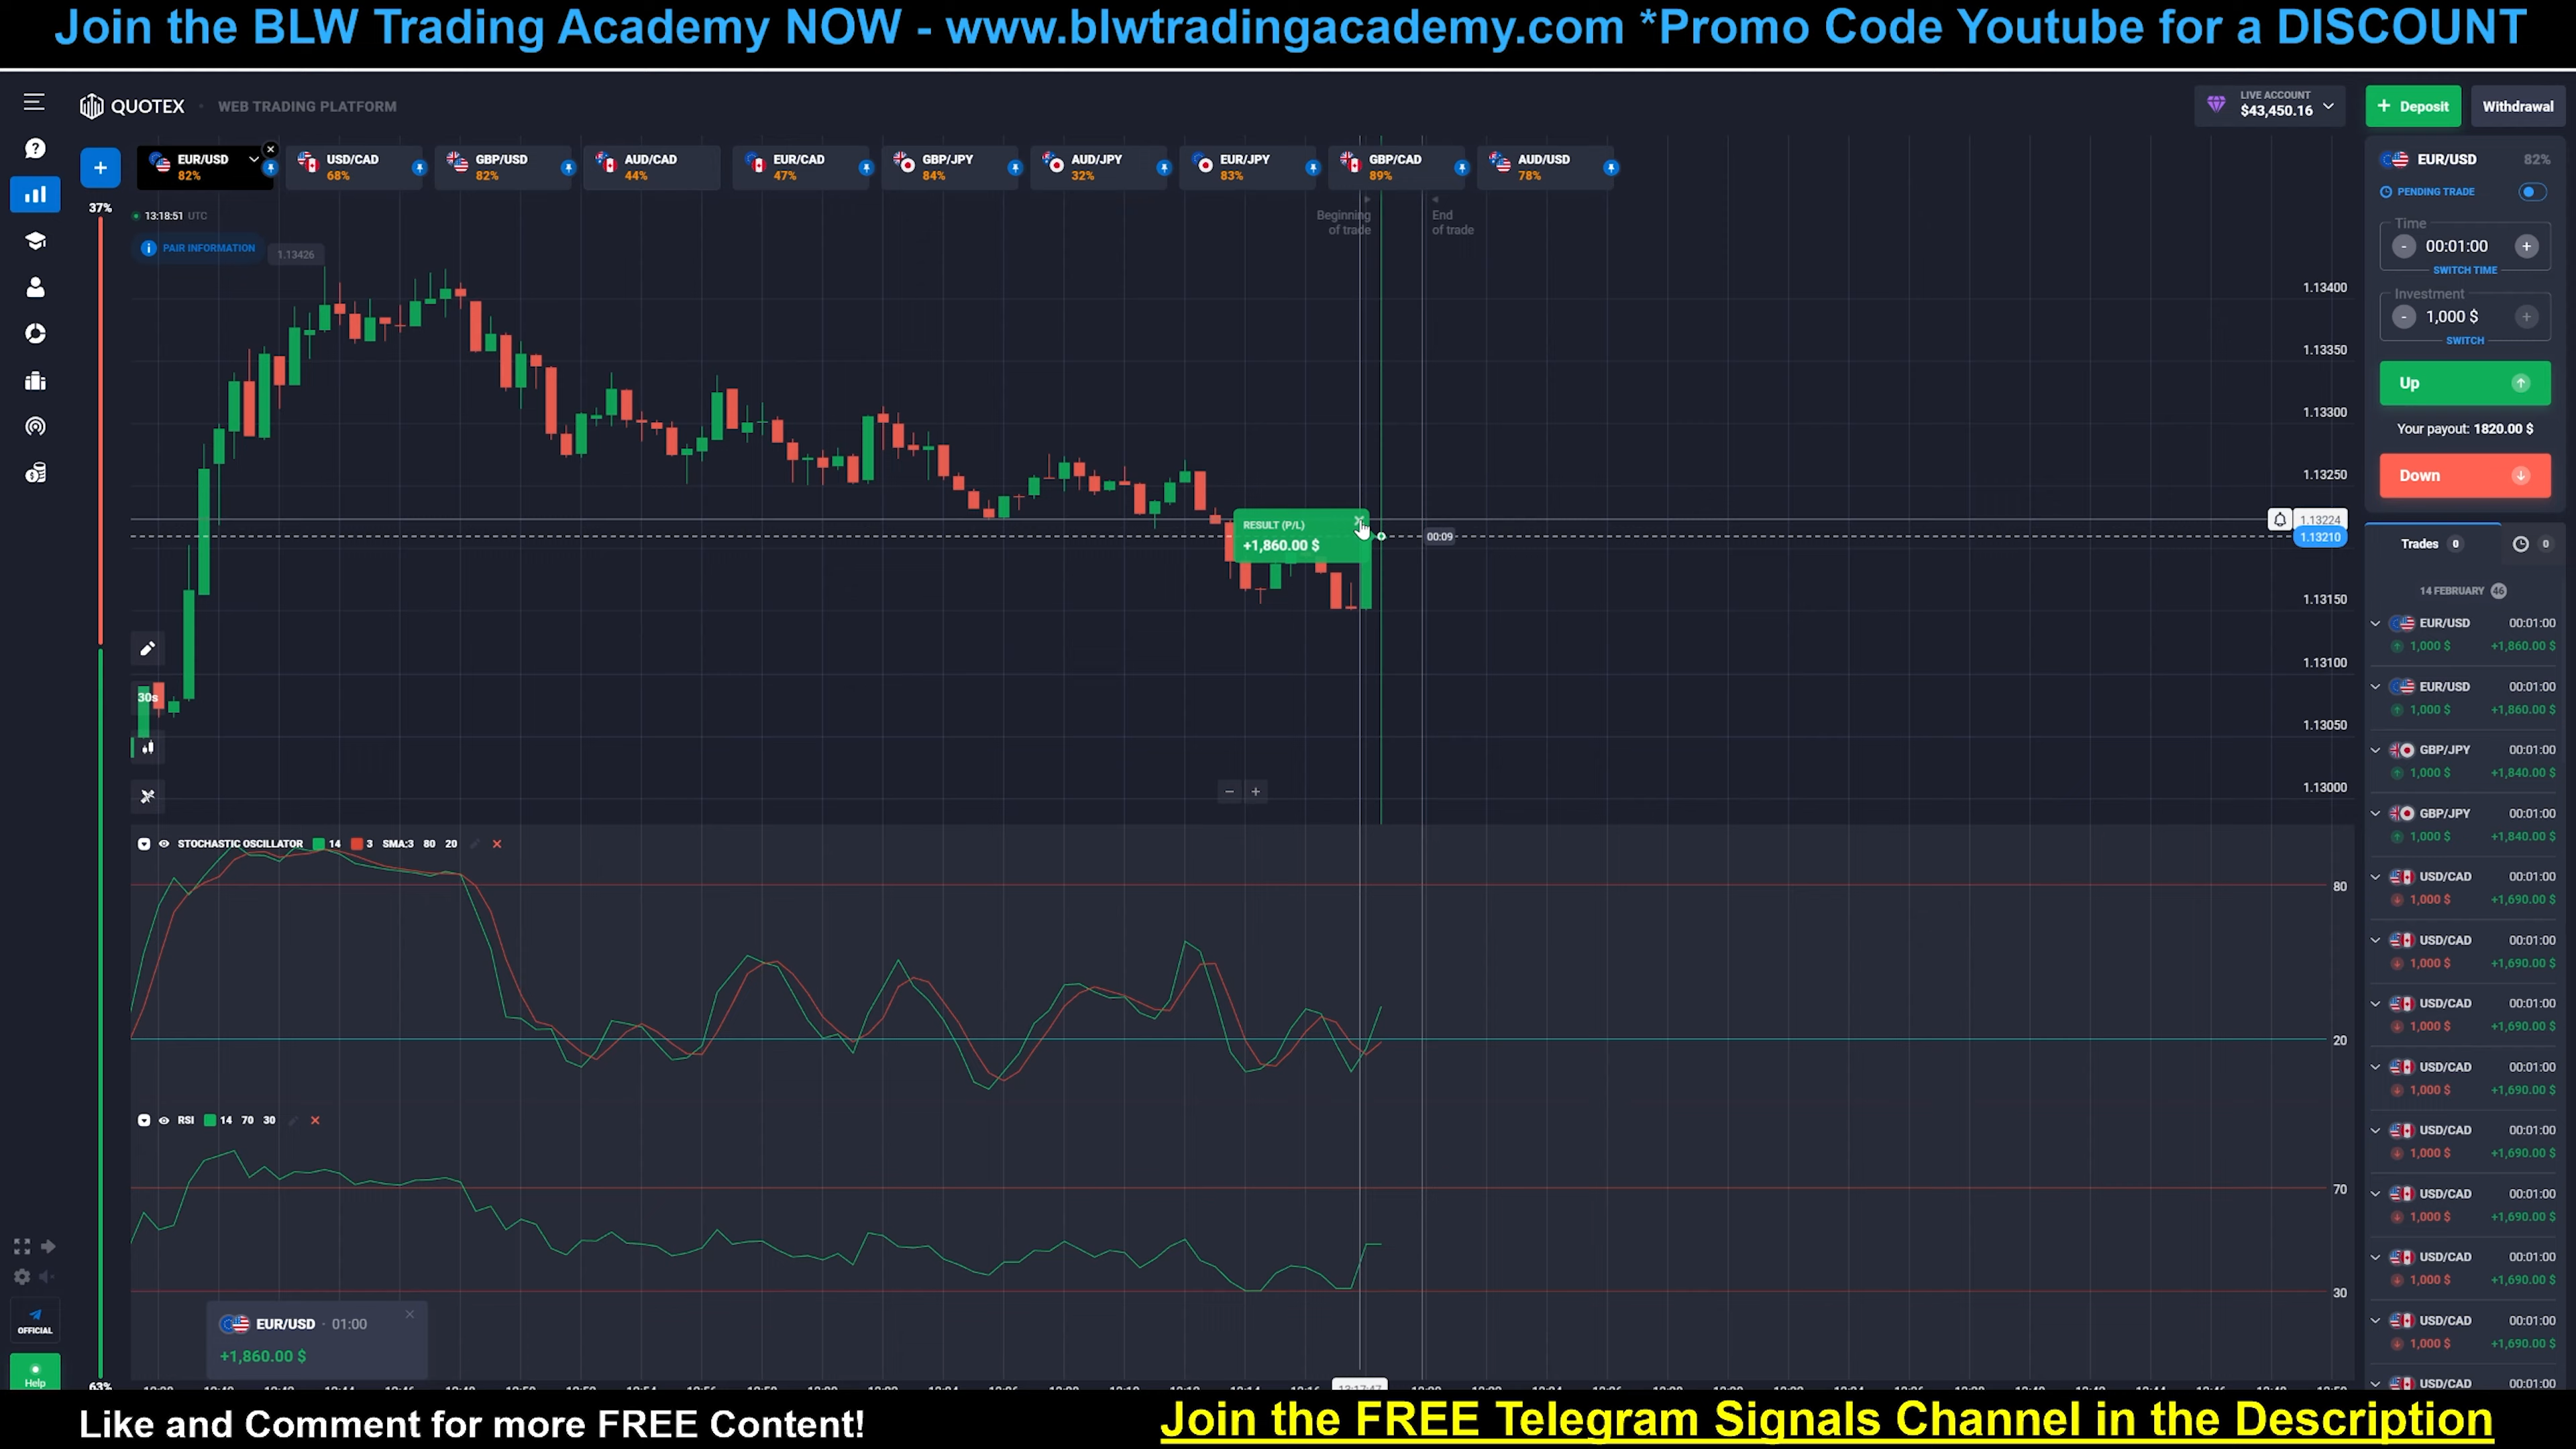 Join the BLW Trading Academy NOW - www.blwtradingacademy.com *Promo Code Youtube for a DISCOUNT
QUOTEX · WEB TRADING PLATFORM
LIVE ACCOUNT
$43,450.16
+ Deposit
Withdrawal
EUR/USD
82%
USD/CAD
68%
GBP/USD
82%
AUD/CAD
44%
EUR/CAD
47%
GBP/JPY
84%
AUD/JPY
32%
EUR/JPY
83%
GBP/CAD
89%
AUD/USD
78%
37%
13:18:51 UTC
PAIR INFORMATION
1.13426
Beginning
of trade
End
of trade
1.13400
1.13350
1.13300
1.13250
1.13224
1.13210
1.13150
1.13100
1.13050
1.13000
RESULT (P/L)
+1,860.00 $
00:09
30s
STOCHASTIC OSCILLATOR 14 3 SMA:3 80 20
80
20
RSI 14 70 30
70
30
EUR/USD · 01:00
+1,860.00 $
OFFICIAL
Help
63%
EUR/USD 82%
PENDING TRADE
Time
- 00:01:00 +
SWITCH TIME
Investment
- 1,000 $ +
SWITCH
Up
Your payout: 1820.00 $
Down
Trades 0
0
14 FEBRUARY 46
EUR/USD 00:01:00
1,000 $ +1,860.00 $
EUR/USD 00:01:00
1,000 $ +1,860.00 $
GBP/JPY 00:01:00
1,000 $ +1,840.00 $
GBP/JPY 00:01:00
1,000 $ +1,840.00 $
USD/CAD 00:01:00
1,000 $ +1,690.00 $
USD/CAD 00:01:00
1,000 $ +1,690.00 $
USD/CAD 00:01:00
1,000 $ +1,690.00 $
USD/CAD 00:01:00
1,000 $ +1,690.00 $
USD/CAD 00:01:00
1,000 $ +1,690.00 $
USD/CAD 00:01:00
1,000 $ +1,690.00 $
USD/CAD 00:01:00
1,000 $ +1,690.00 $
USD/CAD 00:01:00
1,000 $ +1,690.00 $
USD/CAD 00:01:00
Like and Comment for more FREE Content!
Join the FREE Telegram Signals Channel in the Description